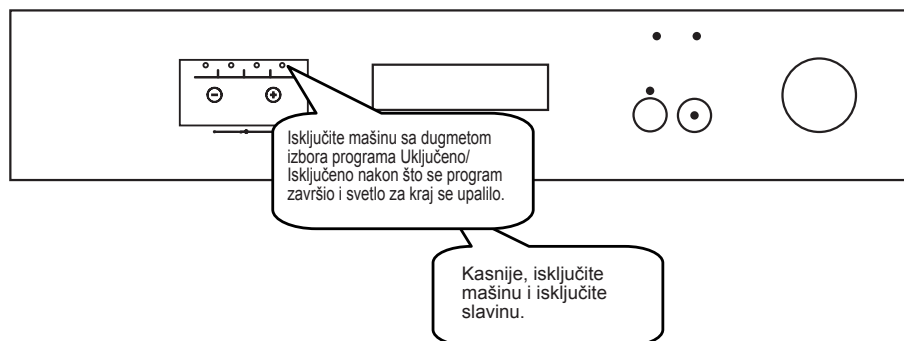 Isključite mašinu sa dugmetom
izbora programa Uključeno/
Isključeno nakon što se program
završio i svetlo za kraj se upalilo.
Kasnije, isključite
mašinu i isključite
slavinu.